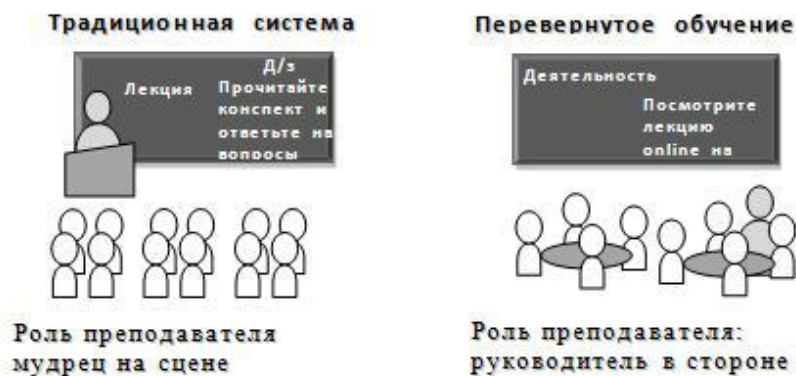 Традиционная система
Д/з
Лекция
Прочитайте
конспект и
ответьте на
вопросы
Роль преподавателя
мудрец на сцене
Перевернутое обучение
Деятельность
Посмотрите
лекцию
online на
Роль преподавателя:
руководитель в стороне